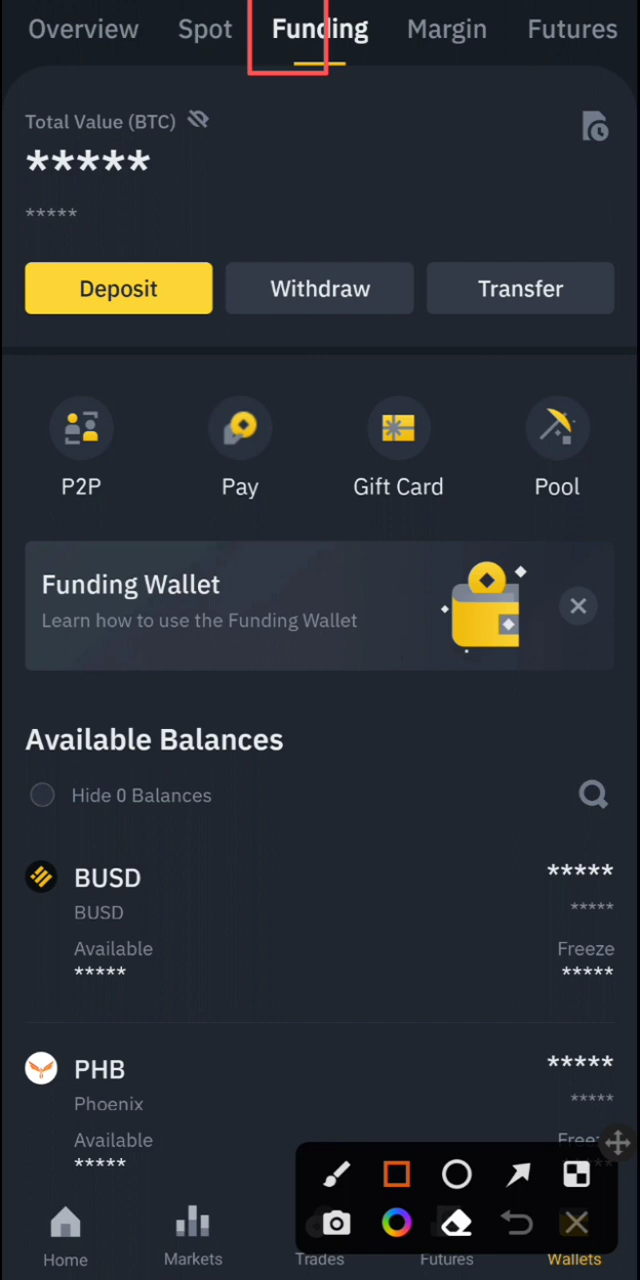 Overview Spot Funding Margin Futures
Total Value (BTC)
*****
*****
Deposit Withdraw Transfer
P2P Pay Gift Card Pool
Funding Wallet
Learn how to use the Funding Wallet
Available Balances
Hide 0 Balances
BUSD *****
BUSD *****
Available Freeze
***** *****
PHB *****
Phoenix *****
Available Freeze
*****
Home Markets Trades Futures Wallets